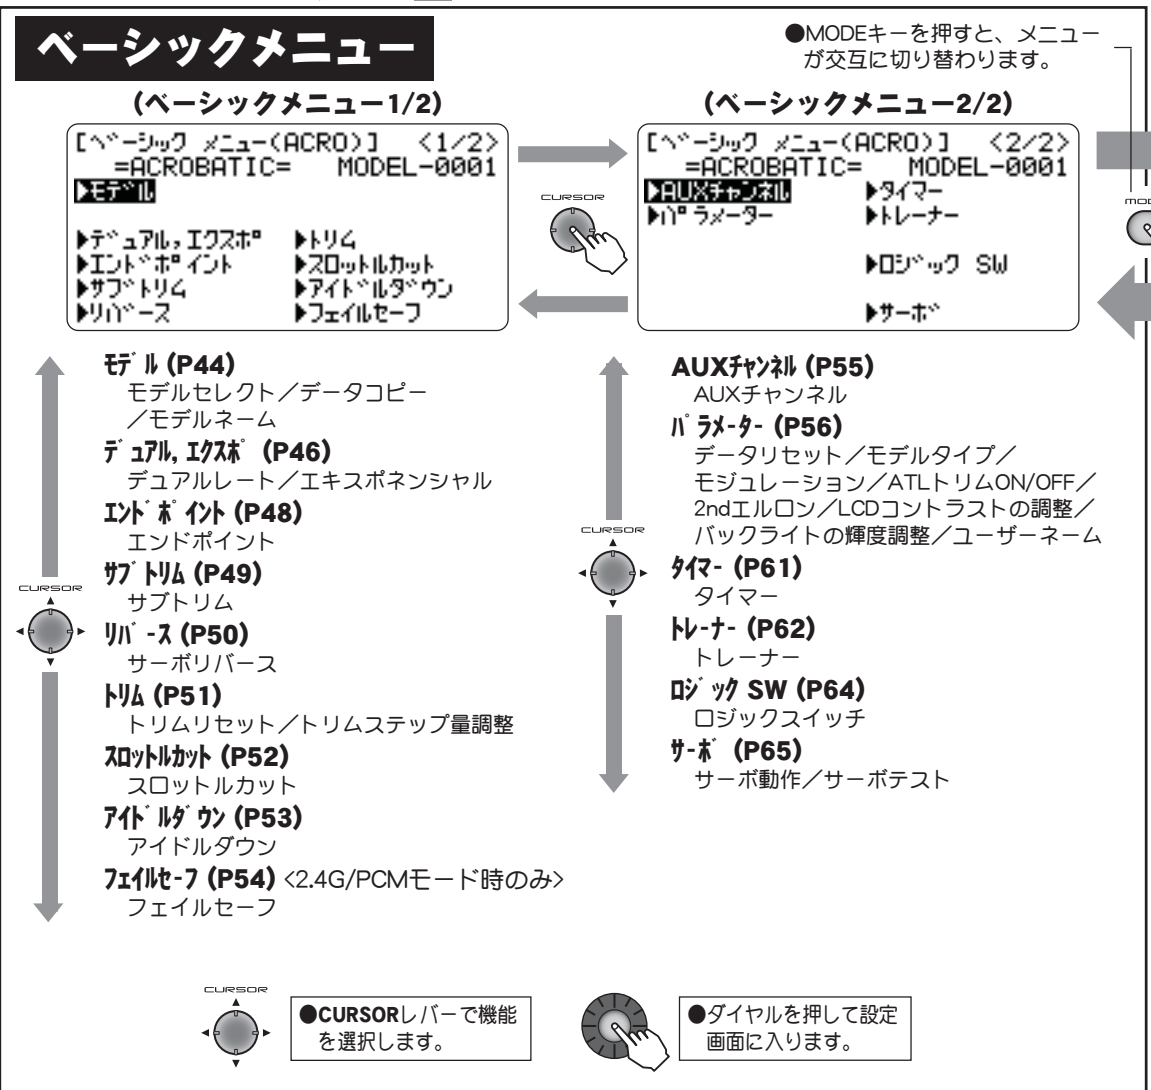 ベーシックメニュー
●MODEキーを押すと、メニュー
が交互に切り替わります。
(ベーシックメニュー1/2)
[ベーシック メニュー(ACRO)] <1/2>
=ACROBATIC= MODEL-0001
▶モデル
▶デュアル,エクスポ ▶トリム
▶エンドポイント ▶スロットルカット
▶サブトリム ▶アイドルダウン
▶リバース ▶フェイルセーフ
CURSOR
(ベーシックメニュー2/2)
[ベーシック メニュー(ACRO)] <2/2>
=ACROBATIC= MODEL-0001
▶AUXチャンネル ▶タイマー
▶パラメーター ▶トレーナー
▶ロジック SW
▶サーボ
CURSOR
モデル (P44)
モデルセレクト／データコピー
／モデルネーム
デュアル, エクスポ (P46)
デュアルレート／エキスポネンシャル
エンドポイント (P48)
エンドポイント
サブトリム (P49)
サブトリム
リバース (P50)
サーボリバース
トリム (P51)
トリムリセット／トリムステップ量調整
スロットルカット (P52)
スロットルカット
アイドルダウン (P53)
アイドルダウン
フェイルセーフ (P54) <2.4G/PCMモード時のみ>
フェイルセーフ
CURSOR
AUXチャンネル (P55)
AUXチャンネル
パラメーター (P56)
データリセット／モデルタイプ／
モジュレーション／ATLトリムON/OFF／
2ndエルロン／LCDコントラストの調整／
バックライトの輝度調整／ユーザーネーム
タイマー (P61)
タイマー
トレーナー (P62)
トレーナー
ロジック SW (P64)
ロジックスイッチ
サーボ (P65)
サーボ動作／サーボテスト
CURSOR
●CURSORレバーで機能
を選択します。
●ダイヤルを押して設定
画面に入ります。